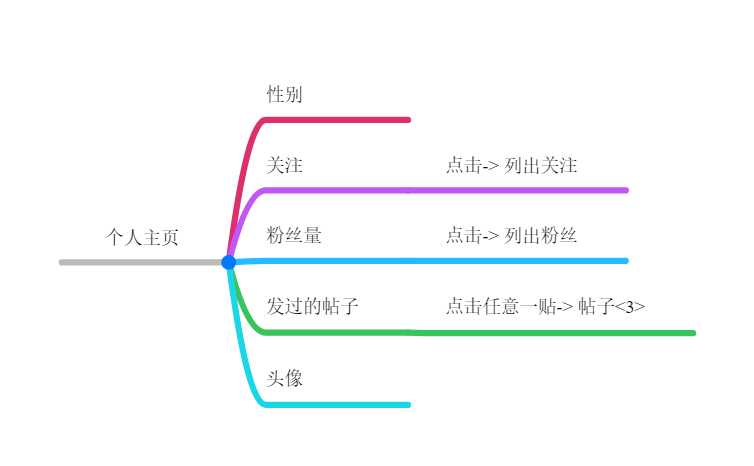 性别
关注
点击-> 列出关注
个人主页
粉丝量
点击-> 列出粉丝
发过的帖子
点击任意一贴-> 帖子<3>
头像